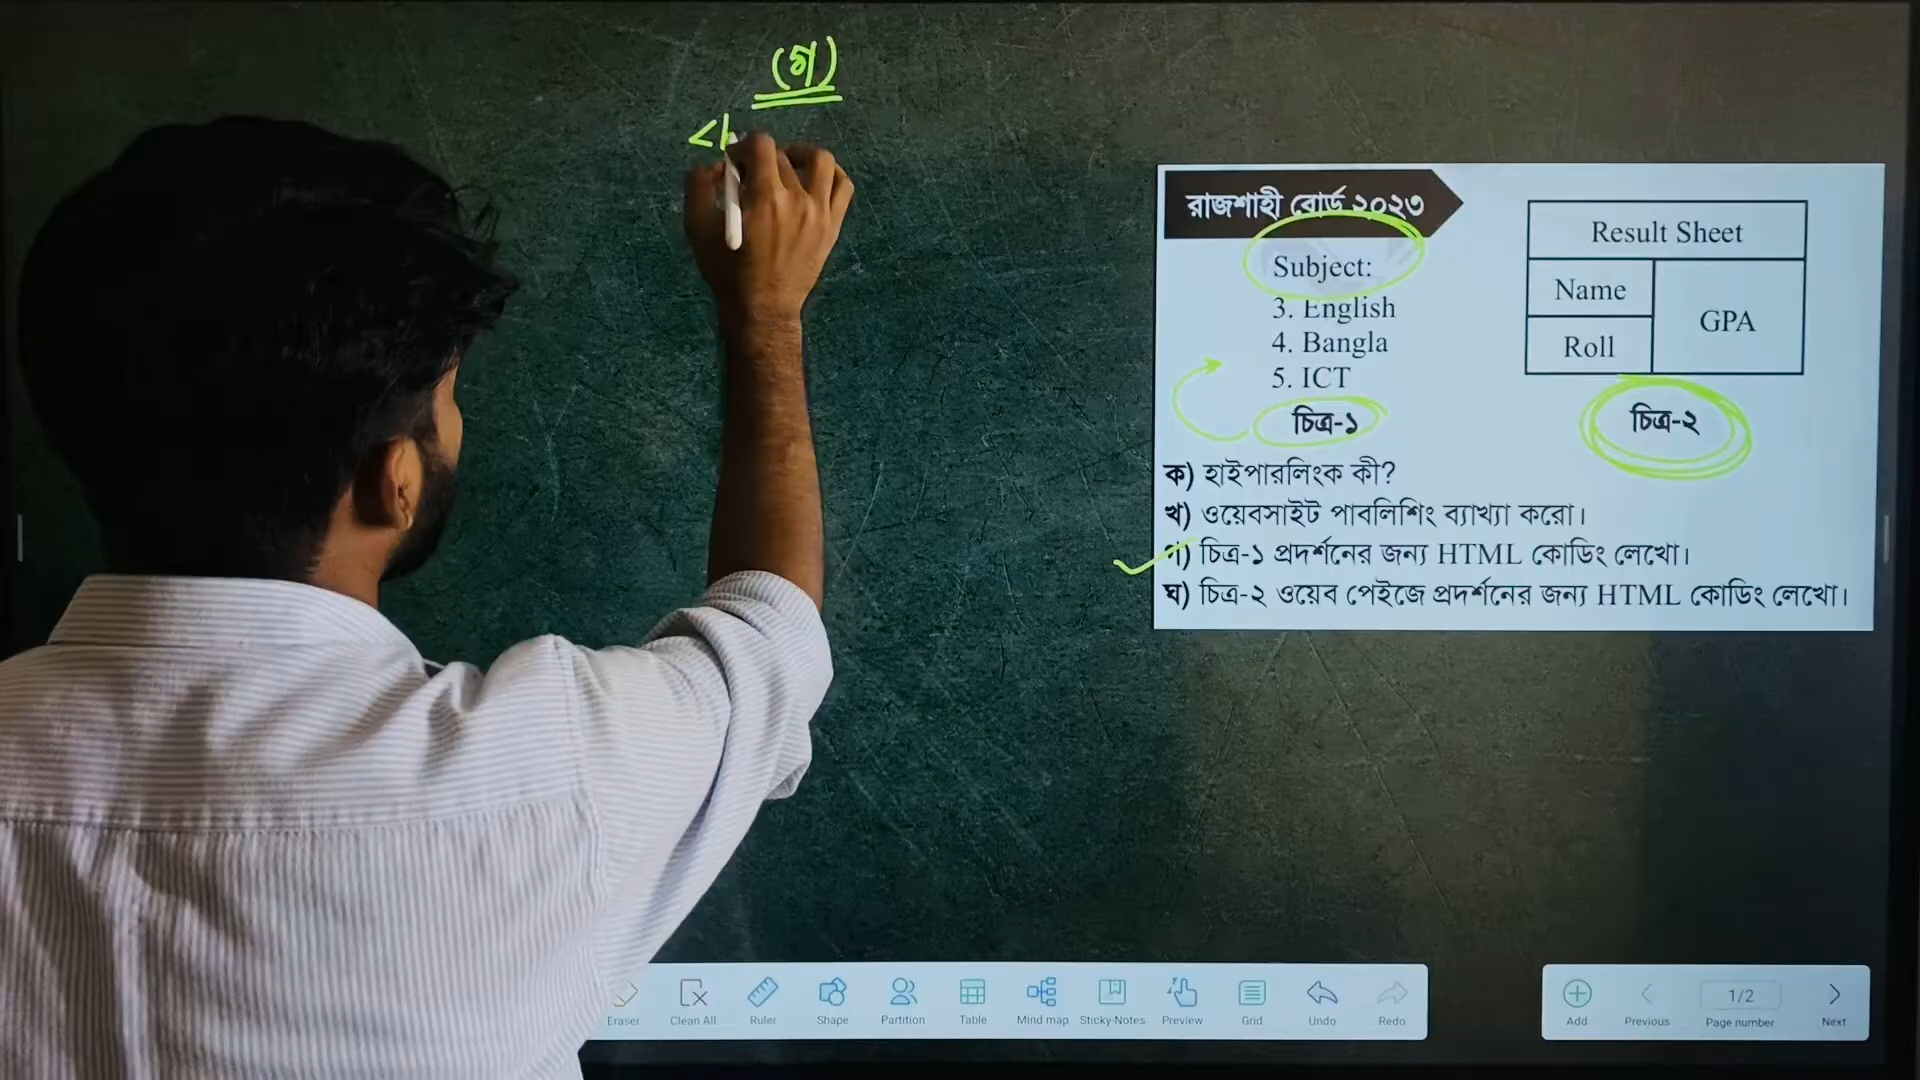 (গ)
<h
রাজশাহী বোর্ড ২০২৩
Subject:
3. English
4. Bangla
5. ICT
চিত্র-১
Result Sheet
Name
GPA
Roll
চিত্র-২
ক) হাইপারলিংক কী?
খ) ওয়েবসাইট পাবলিশিং ব্যাখ্যা করো।
গ) চিত্র-১ প্রদর্শনের জন্য HTML কোডিং লেখো।
ঘ) চিত্র-২ ওয়েব পেইজে প্রদর্শনের জন্য HTML কোডিং লেখো।
Eraser Clean All Ruler Shape Partition Table Mind map Sticky-Notes Preview Grid Undo Redo
1/2
Add Previous Page number Next